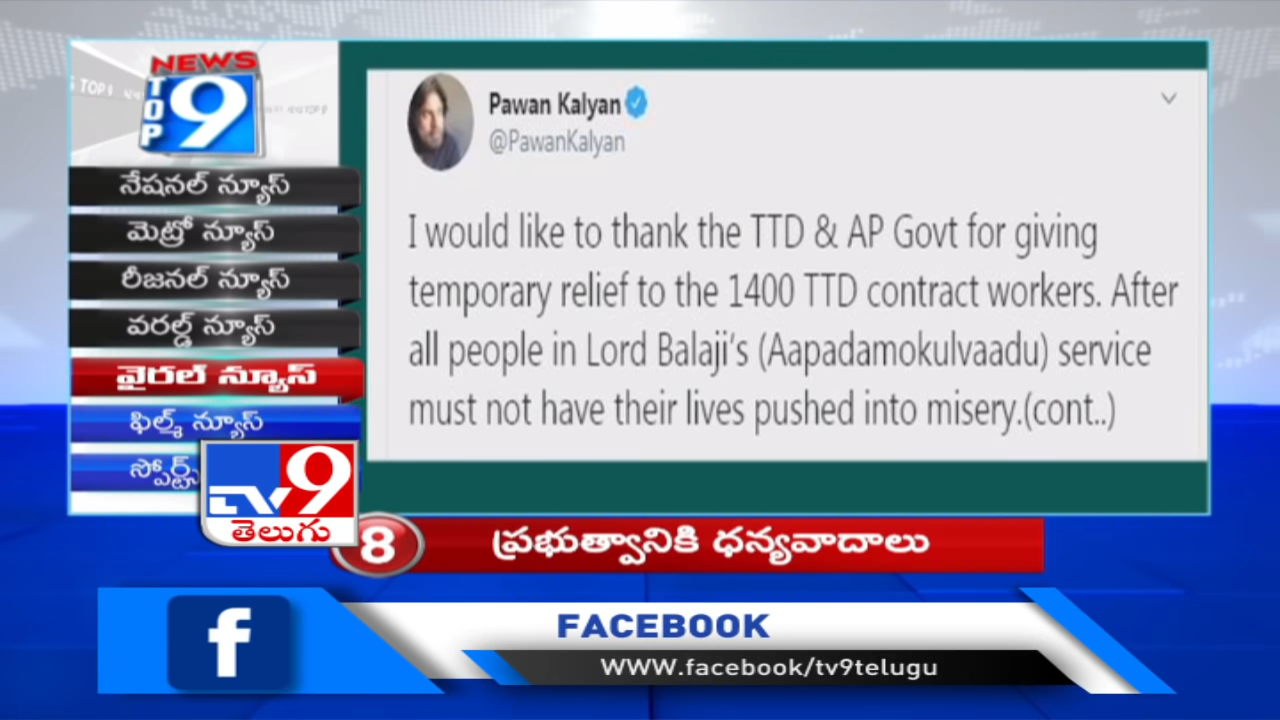 NEWS
TOP
9
నేషనల్ న్యూస్
మెట్రో న్యూస్
రీజనల్ న్యూస్
వరల్డ్ న్యూస్
వైరల్ న్యూస్
ఫిల్మ్ న్యూస్
స్పోర్ట్స్
TV9
తెలుగు
Pawan Kalyan
@PawanKalyan
I would like to thank the TTD & AP Govt for giving
temporary relief to the 1400 TTD contract workers. After
all people in Lord Balaji's (Aapadamokulvaadu) service
must not have their lives pushed into misery.(cont..)
8 ప్రభుత్వానికి ధన్యవాదాలు
f
FACEBOOK
WWW.facebook/tv9telugu